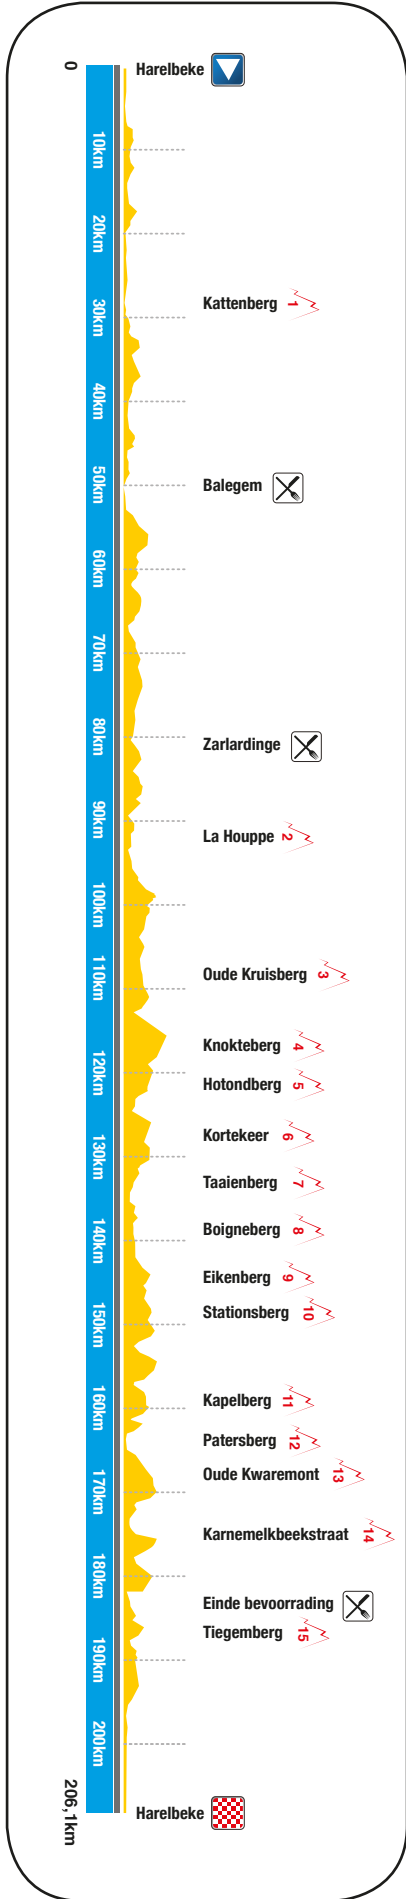 0
Harelbeke
10km
20km
Kattenberg 1
30km
40km
50km
Balegem
60km
70km
80km
Zarlardinge
90km
La Houppe 2
100km
Oude Kruisberg 3
110km
Knokteberg 4
120km
Hotondberg 5
Kortekeer 6
130km
Taaienberg 7
Boigneberg 8
140km
Eikenberg 9
Stationsberg 10
150km
Kapelberg 11
160km
Patersberg 12
Oude Kwaremont 13
170km
Karnemelkbeekstraat 14
180km
Einde bevoorrading
Tiegemberg 15
190km
200km
206,1km
Harelbeke